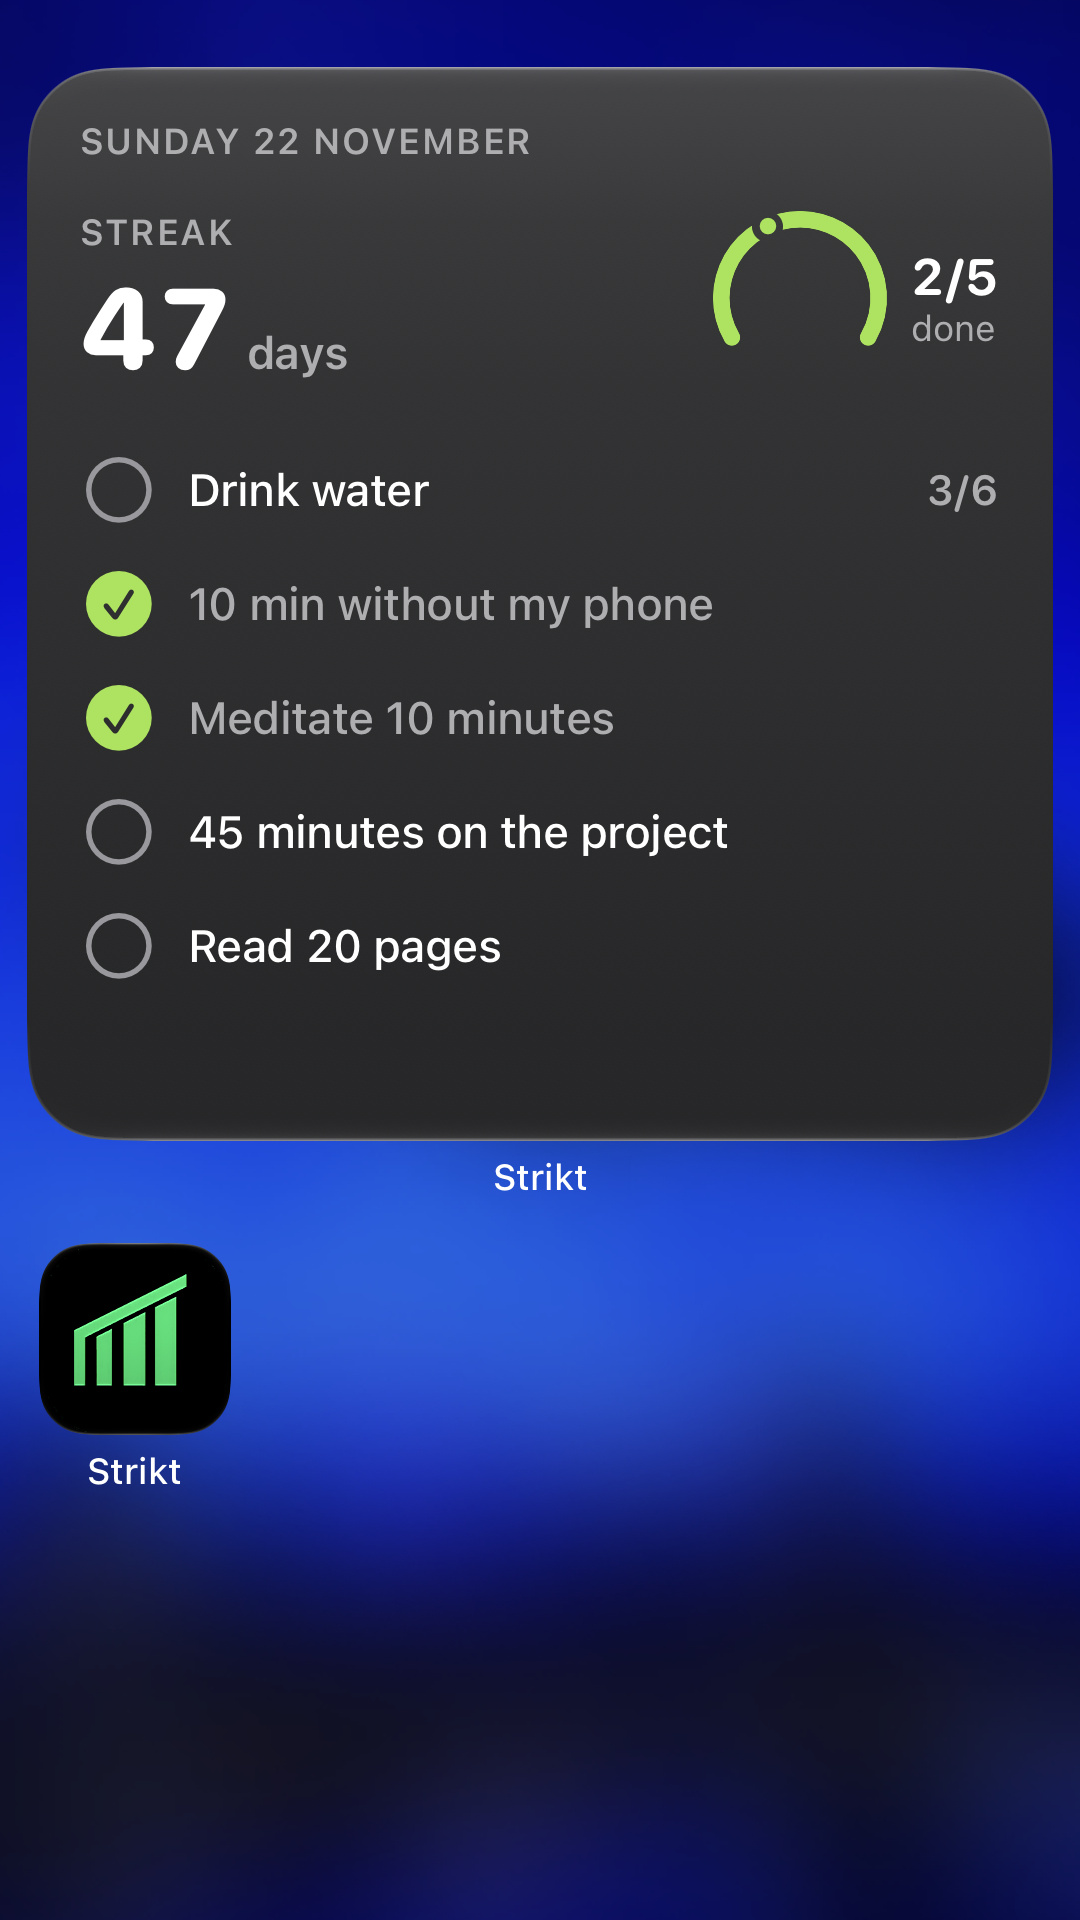 SUNDAY 22 NOVEMBER
STREAK
47 days
2/5
done
Drink water 3/6
10 min without my phone
Meditate 10 minutes
45 minutes on the project
Read 20 pages
Strikt
Strikt